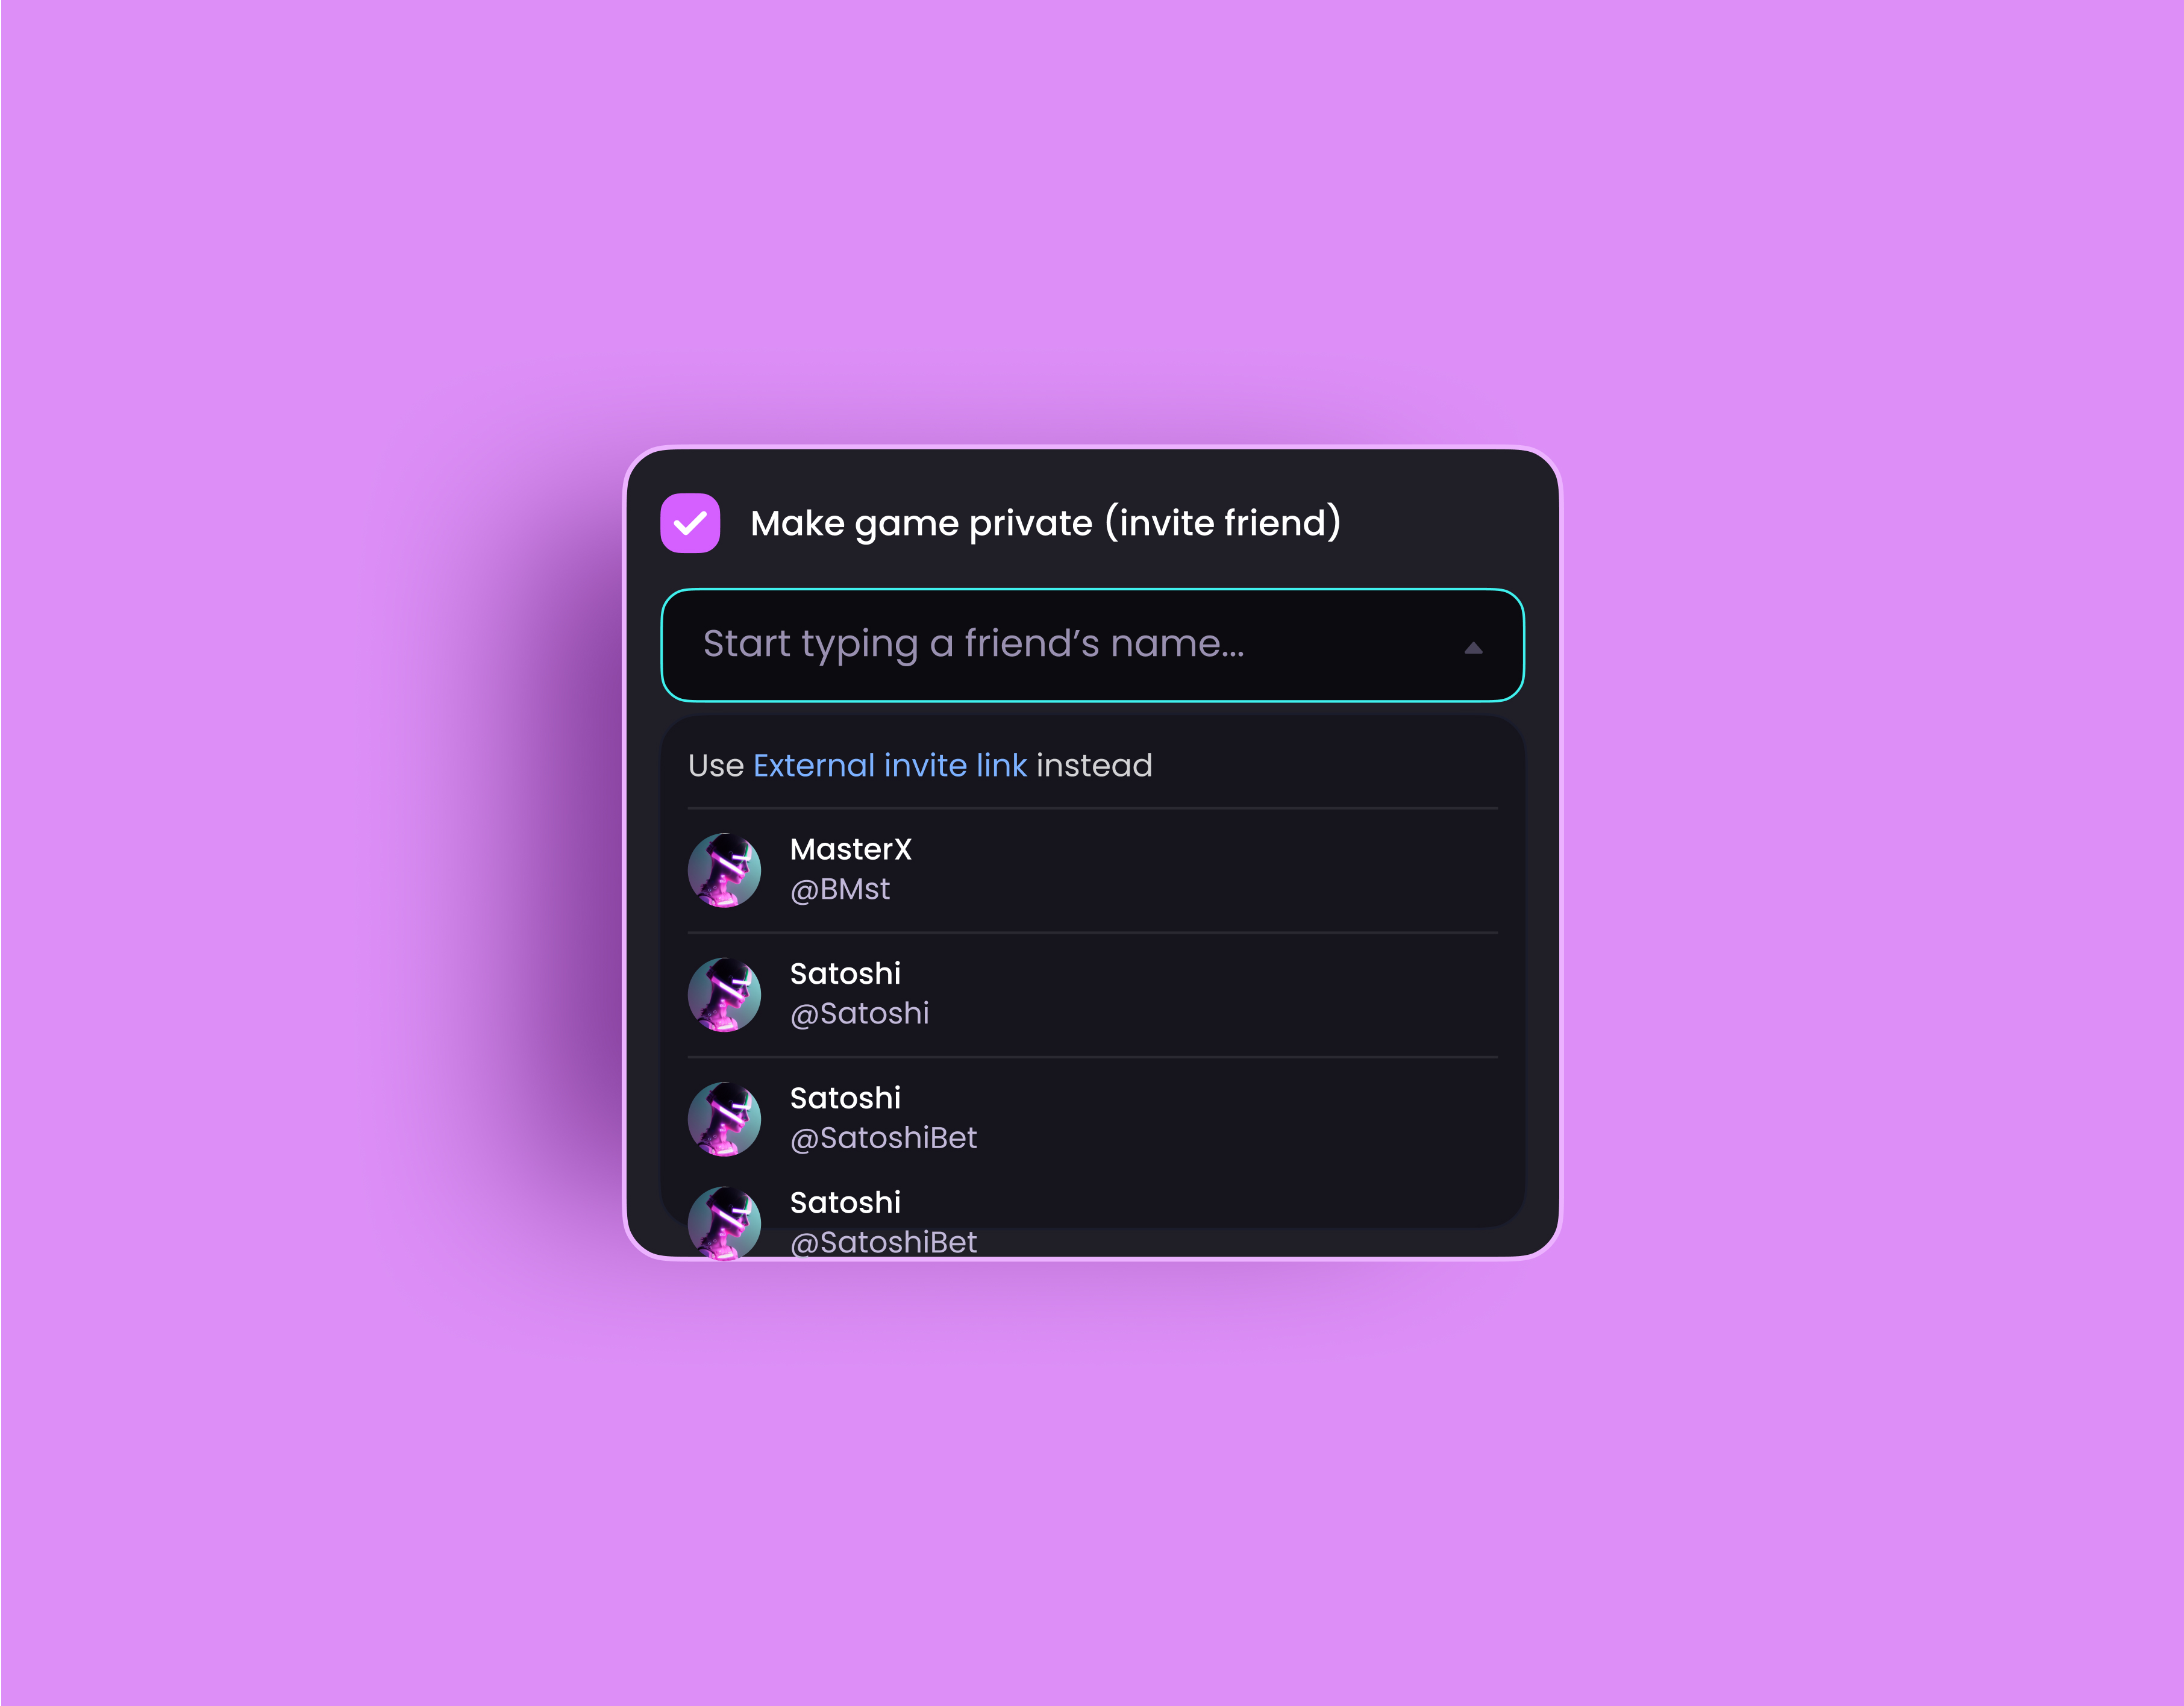 Make game private (invite friend)
Start typing a friend’s name...
Use External invite link instead
MasterX
@BMst
Satoshi
@Satoshi
Satoshi
@SatoshiBet
Satoshi
@SatoshiBet